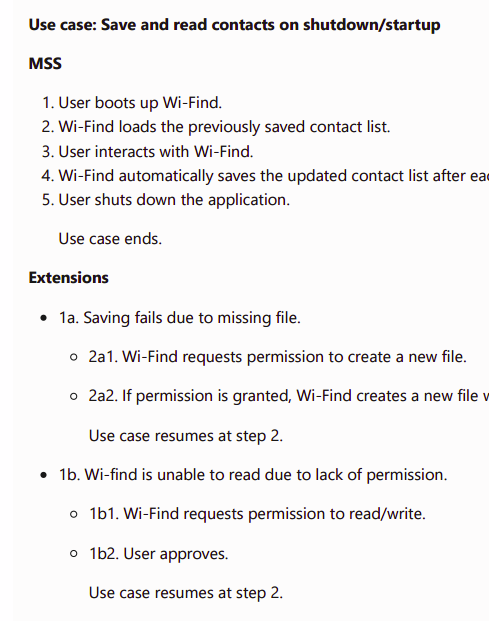 Use case: Save and read contacts on shutdown/startup
MSS
1. User boots up Wi-Find.
2. Wi-Find loads the previously saved contact list.
3. User interacts with Wi-Find.
4. Wi-Find automatically saves the updated contact list after
5. User shuts down the application.
Use case ends.
Extensions
• 1a. Saving fails due to missing file.
◦ 2a1. Wi-Find requests permission to create a new file.
◦ 2a2. If permission is granted, Wi-Find creates a new file
Use case resumes at step 2.
• 1b. Wi-find is unable to read due to lack of permission.
◦ 1b1. Wi-Find requests permission to read/write.
◦ 1b2. User approves.
Use case resumes at step 2.